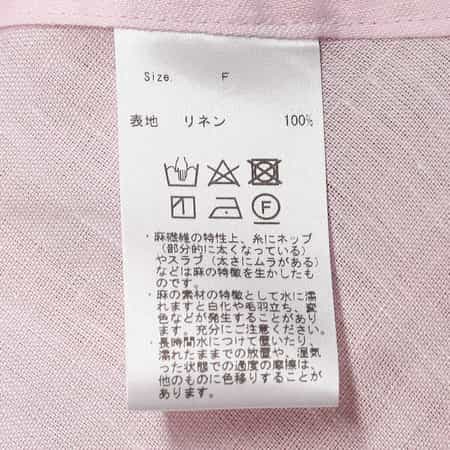 Size. F
表地 リネン 100%
F
・麻繊維の特性上、糸にネップ
（部分的に太くなっている）
やスラブ（太さにムラがある）
などは麻の特徴を生かしたも
のです。
・麻の素材の特徴として水に濡
れますと白化や毛羽立ち、変
色などが発生することがあり
ます。充分にご注意ください。
・長時間水につけて置いたり、
濡れたままでの放置や、湿気
った状態での過度の摩擦は、
他のものに色移りすることが
あります。